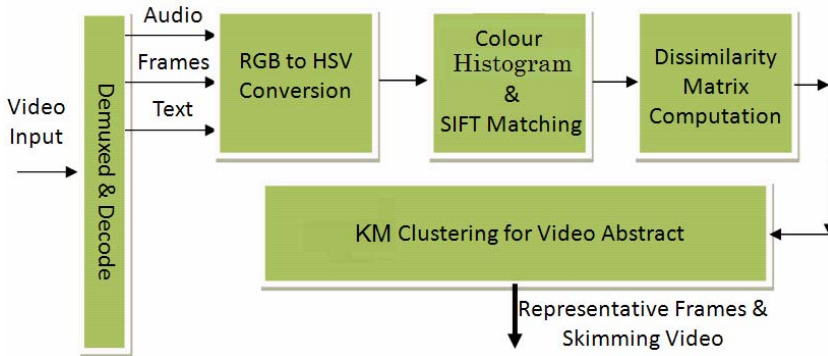 Video
Input
Demuxed & Decode
Audio
Frames
Text
RGB to HSV
Conversion
Colour
Histogram
&
SIFT Matching
Dissimilarity
Matrix
Computation
KM Clustering for Video Abstract
Representative Frames &
Skimming Video